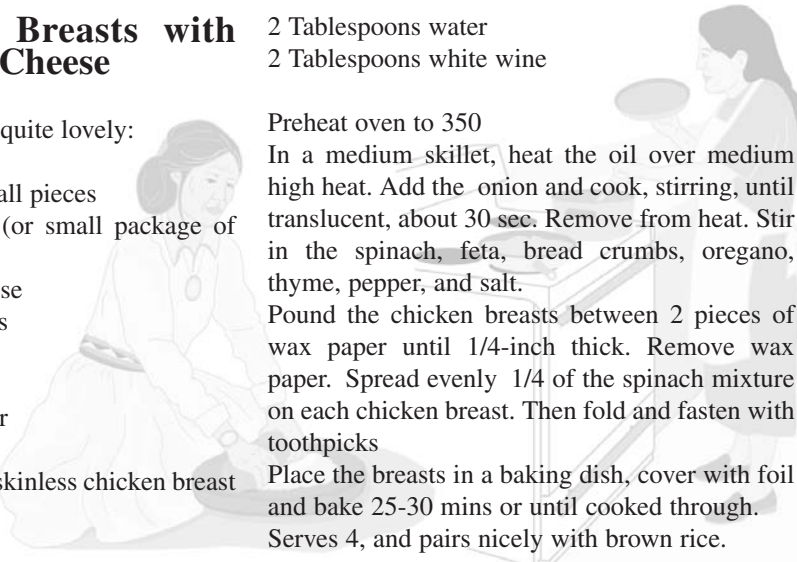 Breasts with
Cheese
quite lovely:
all pieces
(or small package of
se
s
r
skinless chicken breast
2 Tablespoons water
2 Tablespoons white wine
Preheat oven to 350
In a medium skillet, heat the oil over medium
high heat. Add the onion and cook, stirring, until
translucent, about 30 sec. Remove from heat. Stir
in the spinach, feta, bread crumbs, oregano,
thyme, pepper, and salt.
Pound the chicken breasts between 2 pieces of
wax paper until 1/4-inch thick. Remove wax
paper. Spread evenly 1/4 of the spinach mixture
on each chicken breast. Then fold and fasten with
toothpicks
Place the breasts in a baking dish, cover with foil
and bake 25-30 mins or until cooked through.
Serves 4, and pairs nicely with brown rice.